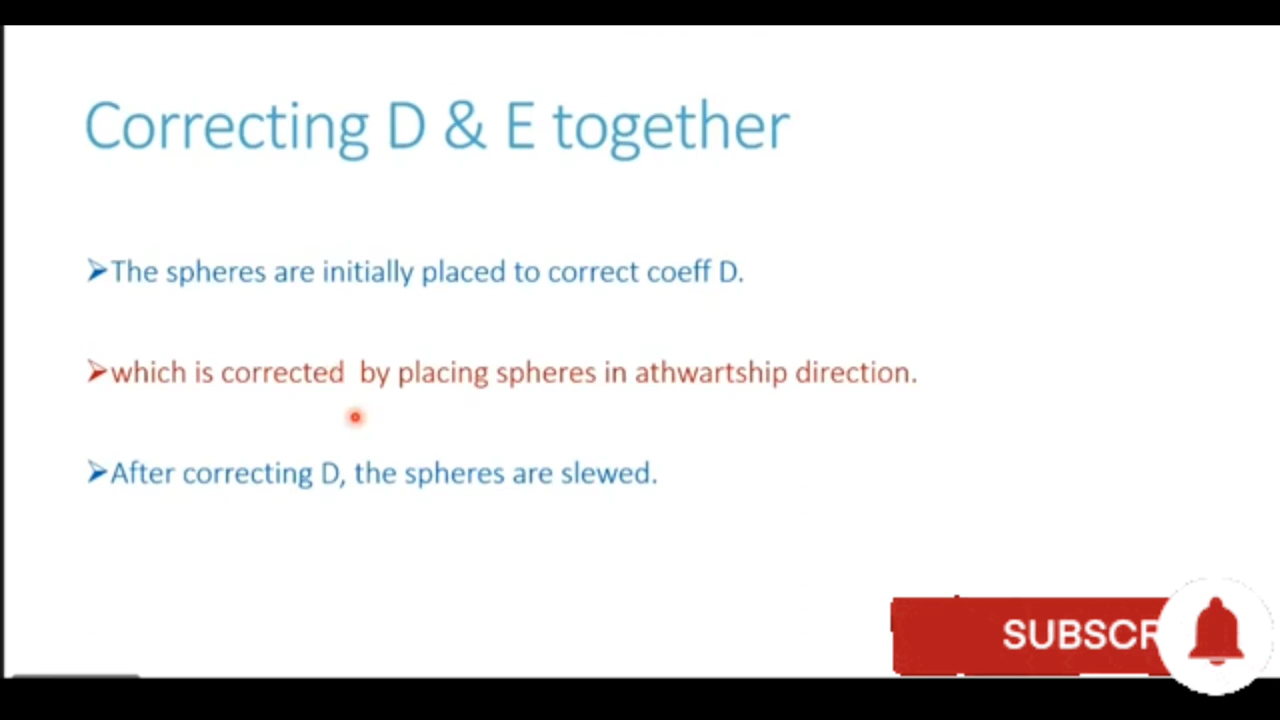 Correcting D & E together
➤The spheres are initially placed to correct coeff D.
➤which is corrected by placing spheres in athwartship direction.
➤After correcting D, the spheres are slewed.
SUBSCR